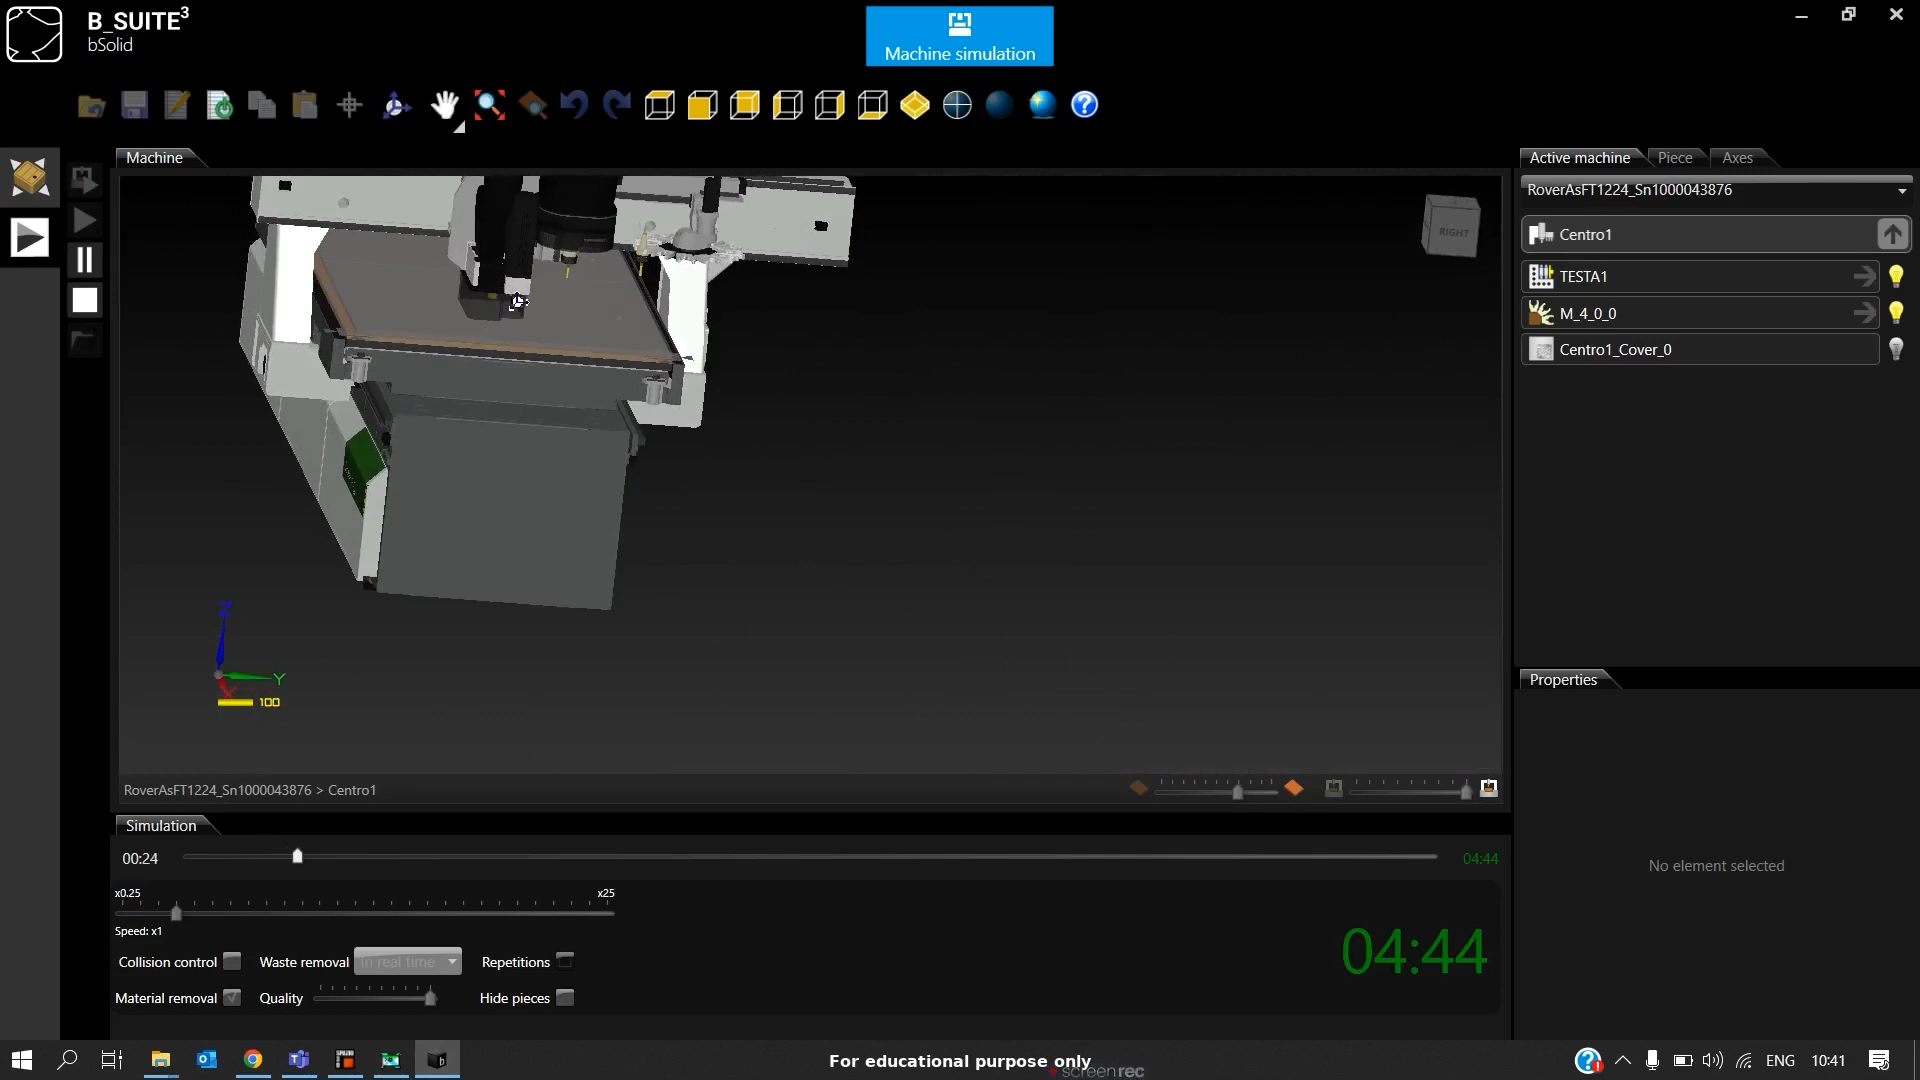 B_SUITE³
bSolid
Machine simulation
Machine
Active machine
Piece
Axes
RoverAsFT1224_Sn1000043876
Centro1
TESTA1
M_4_0_0
Centro1_Cover_0
RIGHT
Z
Y
X
100
RoverAsFT1224_Sn1000043876 > Centro1
Properties
No element selected
Simulation
00:24
04:44
x0.25
x25
Speed: x1
04:44
Collision control
Waste removal
In real time
Repetitions
Material removal
Quality
Hide pieces
For educational purpose only
screenrec
ENG
10:41